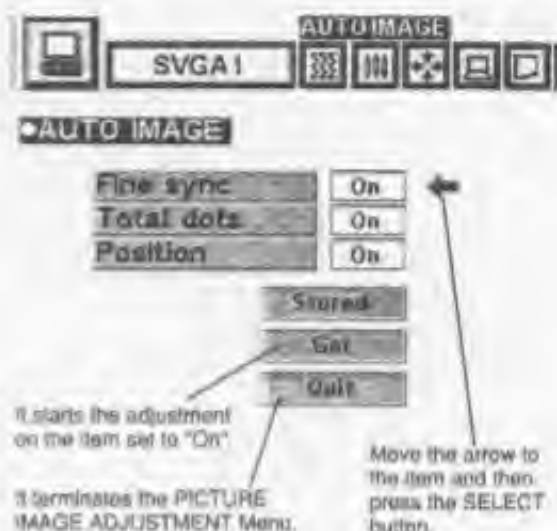 AUTO IMAGE
SVGA 1
●AUTO IMAGE
Fine sync On
Total dots On
Position On
Stored
Quit
It starts the adjustment
on the item set to "On"
It terminates the PICTURE
IMAGE ADJUSTMENT Menu.
Move the arrow to
the item and then
press the SELECT
button.